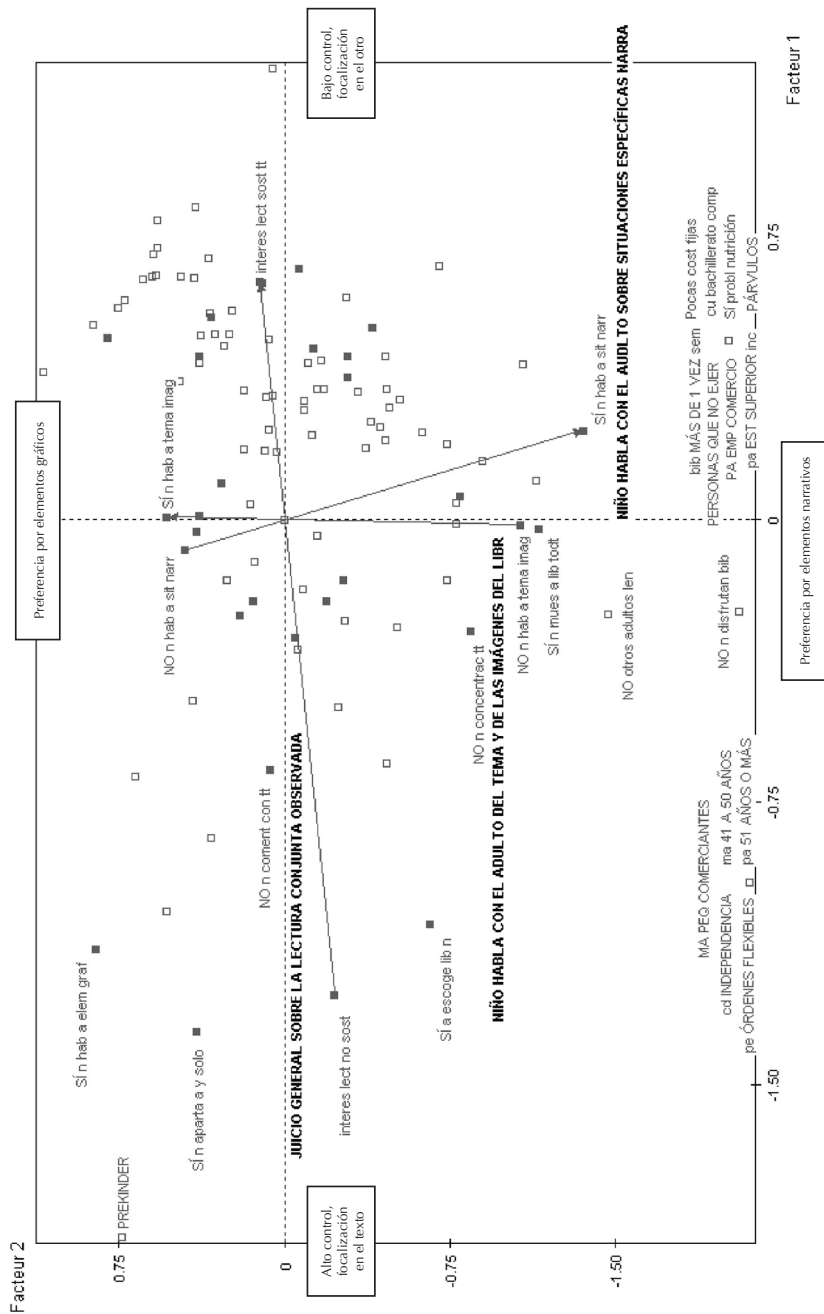 Facteur 2
Preferencia por elementos gráficos
0.75
PREKINDER
SÍ n hab a elem graf
SÍ n aparta a y solo
NO n coment con tt
NO n hab a sit narr
SÍ n hab a tema imag
interes lect sost tt
0
Alto control,
focalización
en el texto
Bajo control,
focalización
en el otro
JUICIO GENERAL SOBRE LA LECTURA CONJUNTA OBSERVADA
interes lect no sost
SÍ a escoge lib n
-0.75
NO n concentrac tt
NIÑO HABLA CON EL ADULTO DEL TEMA Y DE LAS IMÁGENES DEL LIBR
NO n hab a tema imag
SÍ n mues a lib todt
SÍ n hab a sit narr
-1.50
NO otros adultos len
NIÑO HABLA CON EL AUDLTO SOBRE SITUACIONES ESPECÍFICAS NARRA
MA PEQ COMERCIANTES
cd INDEPENDENCIA
ma 41 A 50 AÑOS
pe ÓRDENES FLEXIBLES
pa 51 AÑOS O MÁS
NO n disfrutan bib
bib MÁS DE 1 VEZ sem
Pocas cost fijas
PERSONAS QUE NO EJER
cu bachillerato comp
PA EMP COMERCIO
SÍ probl nutrición
pa EST SUPERIOR inc
PÁRVULOS
-1.50
-0.75
0
0.75
Facteur 1
Preferencia por elementos narrativos